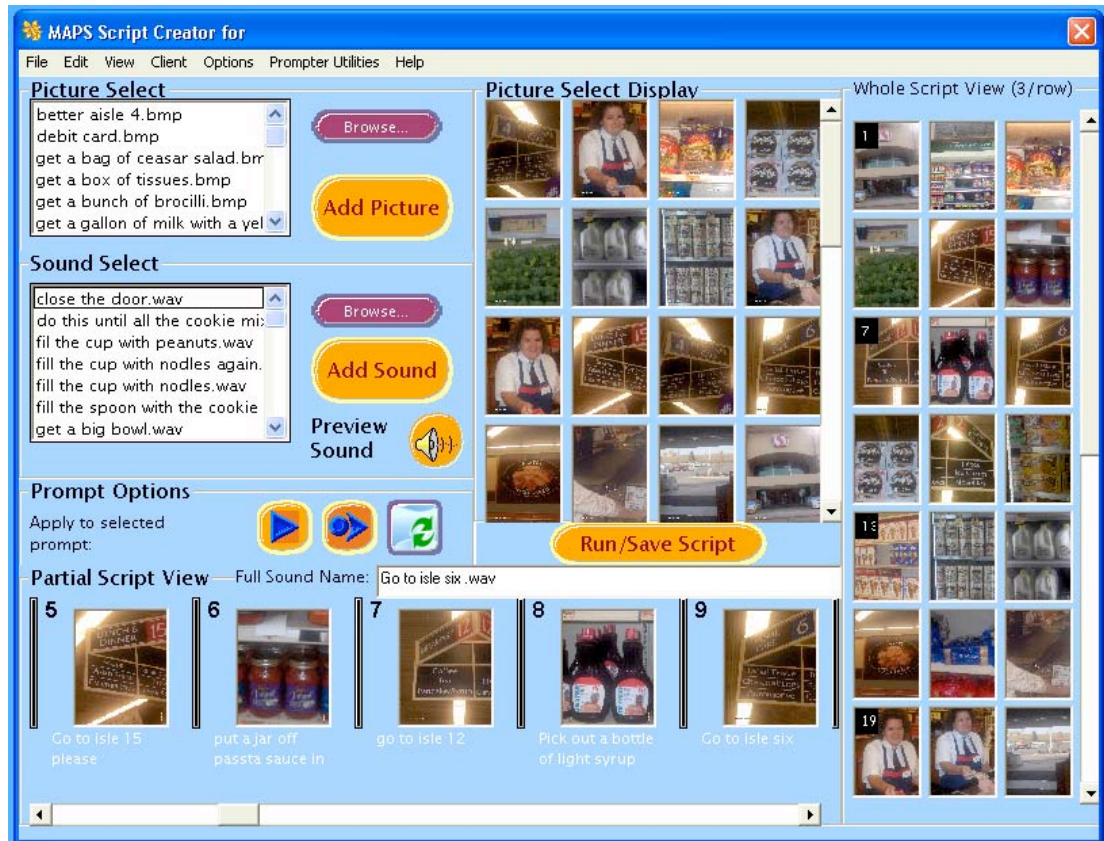 MAPS Script Creator for
File Edit View Client Options Prompter Utilities Help
Picture Select
better aisle 4.bmp
debit card.bmp
get a bag of ceasar salad.bm
get a box of tissues.bmp
get a bunch of brocilli.bmp
get a gallon of milk with a yel
Browse...
Add Picture
Sound Select
close the door.wav
do this until all the cookie mix
fil the cup with peanuts.wav
fill the cup with nodles again.
fill the cup with nodles.wav
fill the spoon with the cookie
get a big bowl.wav
Browse...
Add Sound
Preview
Sound
Prompt Options
Apply to selected
prompt:
Picture Select Display
Run/Save Script
Whole Script View (3/row)
1
7
13
19
Partial Script View
Full Sound Name: Go to isle six .wav
5
LUNCH &
DINNER 15
Go to isle 15
please
6
put a jar off
passta sauce in
7
12
Coffee
Tea
go to isle 12
8
Pick out a bottle
of light syrup
9
6
Go to isle six